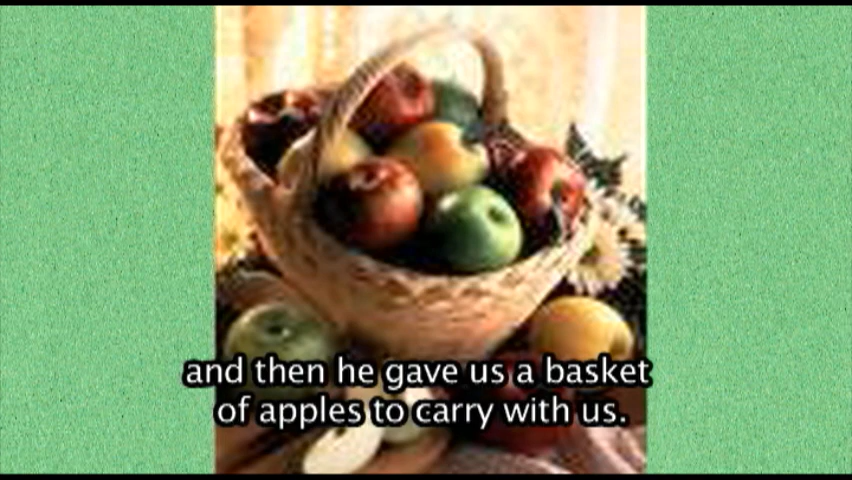 and then he gave us a basket
of apples to carry with us.